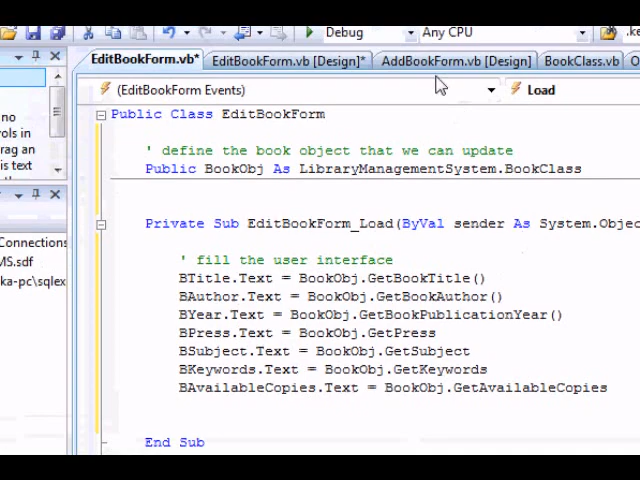 Debug
Any CPU
.ke
EditBookForm.vb*
EditBookForm.vb [Design]*
AddBookForm.vb [Design]
BookClass.vb
(EditBookForm Events)
Load
no
ols in
rag an
is text
Connections
MS.sdf
ka-pc\sqlex
Public Class EditBookForm
' define the book object that we can update
Public BookObj As LibraryManagementSystem.BookClass
Private Sub EditBookForm_Load(ByVal sender As System.Objec
' fill the user interface
BTitle.Text = BookObj.GetBookTitle()
BAuthor.Text = BookObj.GetBookAuthor()
BYear.Text = BookObj.GetBookPublicationYear()
BPress.Text = BookObj.GetPress
BSubject.Text = BookObj.GetSubject
BKeywords.Text = BookObj.GetKeywords
BAvailableCopies.Text = BookObj.GetAvailableCopies
End Sub